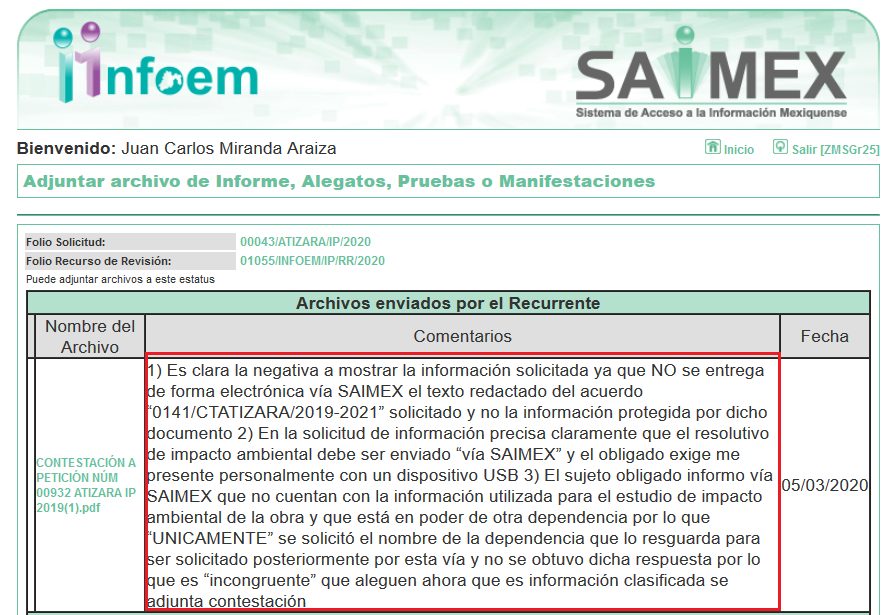 infoem
SAIMEX
Sistema de Acceso a la Información Mexiquense
Bienvenido: Juan Carlos Miranda Araiza
Inicio Salir [ZMSGr25]
Adjuntar archivo de Informe, Alegatos, Pruebas o Manifestaciones
Folio Solicitud: 00043/ATIZARA/IP/2020
Folio Recurso de Revisión: 01055/INFOEM/IP/RR/2020
Puede adjuntar archivos a este estatus
Archivos enviados por el Recurrente
Nombre del
Archivo
Comentarios
Fecha
CONTESTACIÓN A
PETICIÓN NÚM
00932 ATIZARA IP
2019(1).pdf
1) Es clara la negativa a mostrar la información solicitada ya que NO se entrega
de forma electrónica vía SAIMEX el texto redactado del acuerdo
“0141/CTATIZARA/2019-2021” solicitado y no la información protegida por dicho
documento 2) En la solicitud de información precisa claramente que el resolutivo
de impacto ambiental debe ser enviado “vía SAIMEX” y el obligado exige me
presente personalmente con un dispositivo USB 3) El sujeto obligado informo vía
SAIMEX que no cuentan con la información utilizada para el estudio de impacto
ambiental de la obra y que está en poder de otra dependencia por lo que
“UNICAMENTE” se solicitó el nombre de la dependencia que lo resguarda para
ser solicitado posteriormente por esta vía y no se obtuvo dicha respuesta por lo
que es “incongruente” que aleguen ahora que es información clasificada se
adjunta contestación
05/03/2020